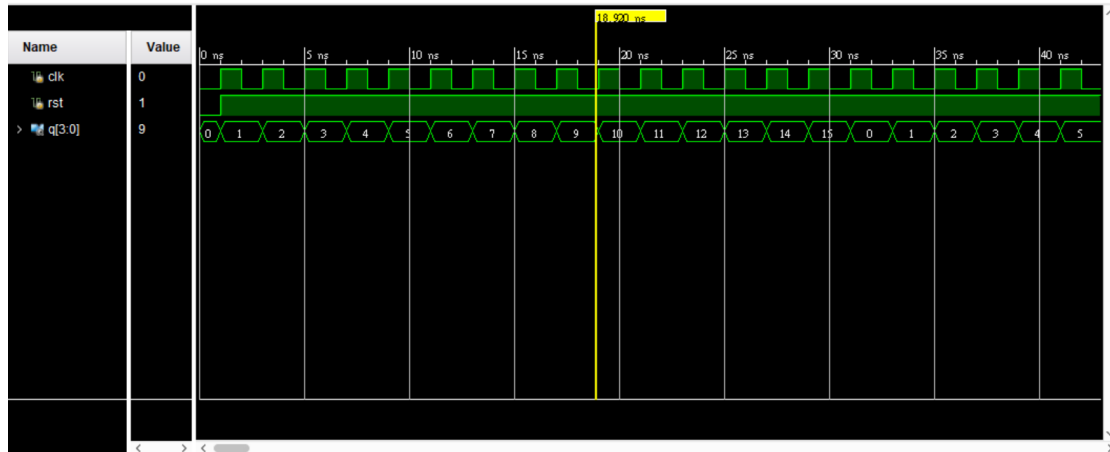 18.920 ns
Name Value
0 ns 5 ns 10 ns 15 ns 20 ns 25 ns 30 ns 35 ns 40 ns
clk 0
rst 1
> q[3:0] 9 0 1 2 3 4 5 6 7 8 9 10 11 12 13 14 15 0 1 2 3 4 5